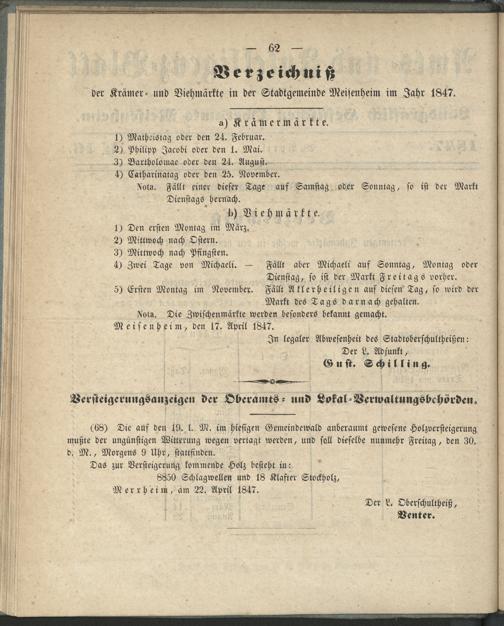 — 62 —
Verzeichniß
der Krämer- und Viehmärkte in der Stadtgemeinde Meisenheim im Jahr 1847.
a) Krämermärkte.
1) Matheistag oder den 24. Februar.
2) Philipp Jacobi oder den 1. Mai.
3) Bartholomäo oder den 24. August.
4) Catharinatag oder den 25. November.
Nota. Fällt einer dieser Tage auf Samstag oder Sonntag, so ist der Markt
Dienstags hernach.
b) Viehmärkte.
1) Den ersten Montag im März.
2) Mittwoch nach Ostern.
3) Mittwoch nach Pfingsten.
4) Zwei Tage von Michaeli. — Fällt aber Michaeli auf Sonntag, Montag oder
Dienstag, so ist der Markt Freitags vorher.
5) Ersten Montag im November. Fällt Allerheiligen auf diesen Tag, so wird der
Markt des Tags darnach gehalten.
Nota. Die Zwischenmärkte werden besonders bekannt gemacht.
Meisenheim, den 17. April 1847.
In legaler Abwesenheit des Stadtoberschultheißen:
Der L. Adjunkt,
Gust. Schilling.
Versteigerungsanzeigen der Oberamts- und Lokal-Verwaltungsbehörden.
(68) Die auf den 19. l. M. im hiesigen Gemeindewald anberaumt gewesene Holzversteigerung
mußte der ungünstigen Witterung wegen vertagt werden, und soll dieselbe nunmehr Freitag, den 30.
d. M., Morgens 9 Uhr, stattfinden.
Das zur Versteigerung kommende Holz besteht in:
8850 Schlagwellen und 18 Klafter Stockholz,
Merxheim, am 22. April 1847.
Der L. Oberschultheiß,
Venter.